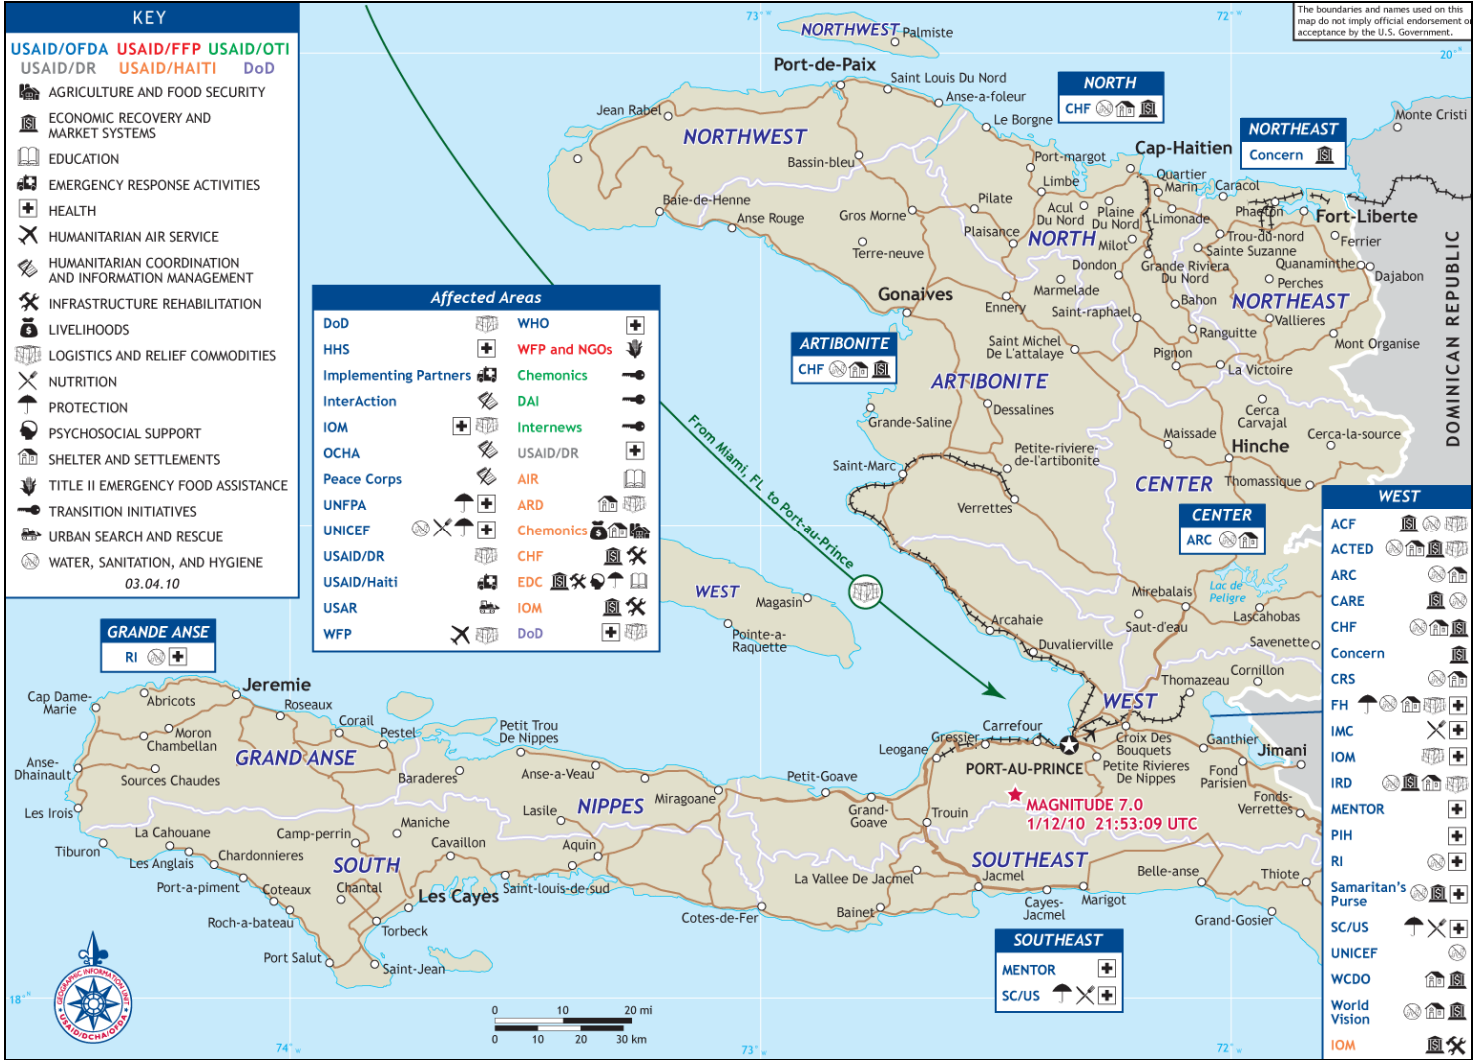 KEY
USAID/OFDA USAID/FFP USAID/OTI
USAID/DR USAID/HAITI DoD
AGRICULTURE AND FOOD SECURITY
ECONOMIC RECOVERY AND
MARKET SYSTEMS
EDUCATION
EMERGENCY RESPONSE ACTIVITIES
HEALTH
HUMANITARIAN AIR SERVICE
HUMANITARIAN COORDINATION
AND INFORMATION MANAGEMENT
INFRASTRUCTURE REHABILITATION
LIVELIHOODS
LOGISTICS AND RELIEF COMMODITIES
NUTRITION
PROTECTION
PSYCHOSOCIAL SUPPORT
SHELTER AND SETTLEMENTS
TITLE II EMERGENCY FOOD ASSISTANCE
TRANSITION INITIATIVES
URBAN SEARCH AND RESCUE
WATER, SANITATION, AND HYGIENE
03.04.10
The boundaries and names used on this
map do not imply official endorsement o
acceptance by the U.S. Government.
73° W
72° W
20° N
NORTHWEST
Palmiste
Port-de-Paix
Saint Louis Du Nord
Anse-a-foleur
Le Borgne
Jean Rabel
NORTHWEST
Bassin-bleu
Baie-de-Henne
Anse Rouge
Gros Morne
Terre-neuve
NORTH
CHF
NORTHEAST
Concern
Monte Cristi
Port-margot
Cap-Haitien
Limbe
Quartier
Marin
Caracol
Pilate
Acul
Du Nord
Plaine
Du Nord
Limonade
Phaeton
Fort-Liberte
Plaisance
NORTH
Milot
Trou-du-nord
Sainte Suzanne
Ferrier
Dondon
Grande Riviera
Du Nord
Quanaminthe
Dajabon
Perches
Marmelade
Bahon
NORTHEAST
Gonaives
Ennery
Saint-raphael
Vallieres
Ranguitte
Mont Organise
DOMINICAN REPUBLIC
Saint Michel
De L'attalaye
Pignon
La Victoire
ARTIBONITE
CHF
ARTIBONITE
Dessalines
Grande-Saline
Cerca
Carvajal
Maissade
Hinche
Cerca-la-source
Petite-riviere-
de-l'artibonite
Saint-Marc
Verrettes
CENTER
Thomassique
CENTER
ARC
Affected Areas
DoD
HHS
Implementing Partners
InterAction
IOM
OCHA
Peace Corps
UNFPA
UNICEF
USAID/DR
USAID/Haiti
USAR
WFP
WHO
WFP and NGOs
Chemonics
DAI
Internews
USAID/DR
AIR
ARD
Chemonics
CHF
EDC
IOM
DoD
From Miami, FL to Port-au-Prince
WEST
Magasin
Pointe-a-
Raquette
Mirebalais
Lac de
Peligre
Lascahobas
Saut-d'eau
Savenette
Arcahaie
Duvalierville
Cornillon
Thomazeau
WEST
Carrefour
Gressier
Leogane
Croix Des
Bouquets
Ganthier
Jimani
PORT-AU-PRINCE
Petite Rivieres
De Nippes
Fond
Parisien
Fonds-
Verrettes
MAGNITUDE 7.0
1/12/10 21:53:09 UTC
GRANDE ANSE
RI
Cap Dame-
Marie
Abricots
Jeremie
Roseaux
Corail
Pestel
Moron
Chambellan
GRAND ANSE
Anse-
Dhainault
Sources Chaudes
Les Irois
Petit Trou
De Nippes
Baraderes
Anse-a-Veau
NIPPES
Miragoane
Petit-Goave
Grand-
Goave
Trouin
Lasile
La Cahouane
Camp-perrin
Maniche
Cavaillon
Aquin
Tiburon
Les Anglais
Chardonnieres
SOUTH
Port-a-piment
Coteaux
Chantal
Les Cayes
Saint-louis-de-sud
Roch-a-bateau
Torbeck
Port Salut
Saint-Jean
Cotes-de-Fer
La Vallee De Jacmel
Bainet
SOUTHEAST
Jacmel
Cayes-
Jacmel
Marigot
Belle-anse
Thiote
Grand-Gosier
SOUTHEAST
MENTOR
SC/US
WEST
ACF
ACTED
ARC
CARE
CHF
Concern
CRS
FH
IMC
IOM
IRD
MENTOR
PIH
RI
Samaritan's
Purse
SC/US
UNICEF
WCDO
World
Vision
IOM
GEOGRAPHIC INFORMATION UNIT
USAID/DCHA/OFDA
18° N
0 10 20 mi
0 10 20 30 km
74° W
73° W
72° W